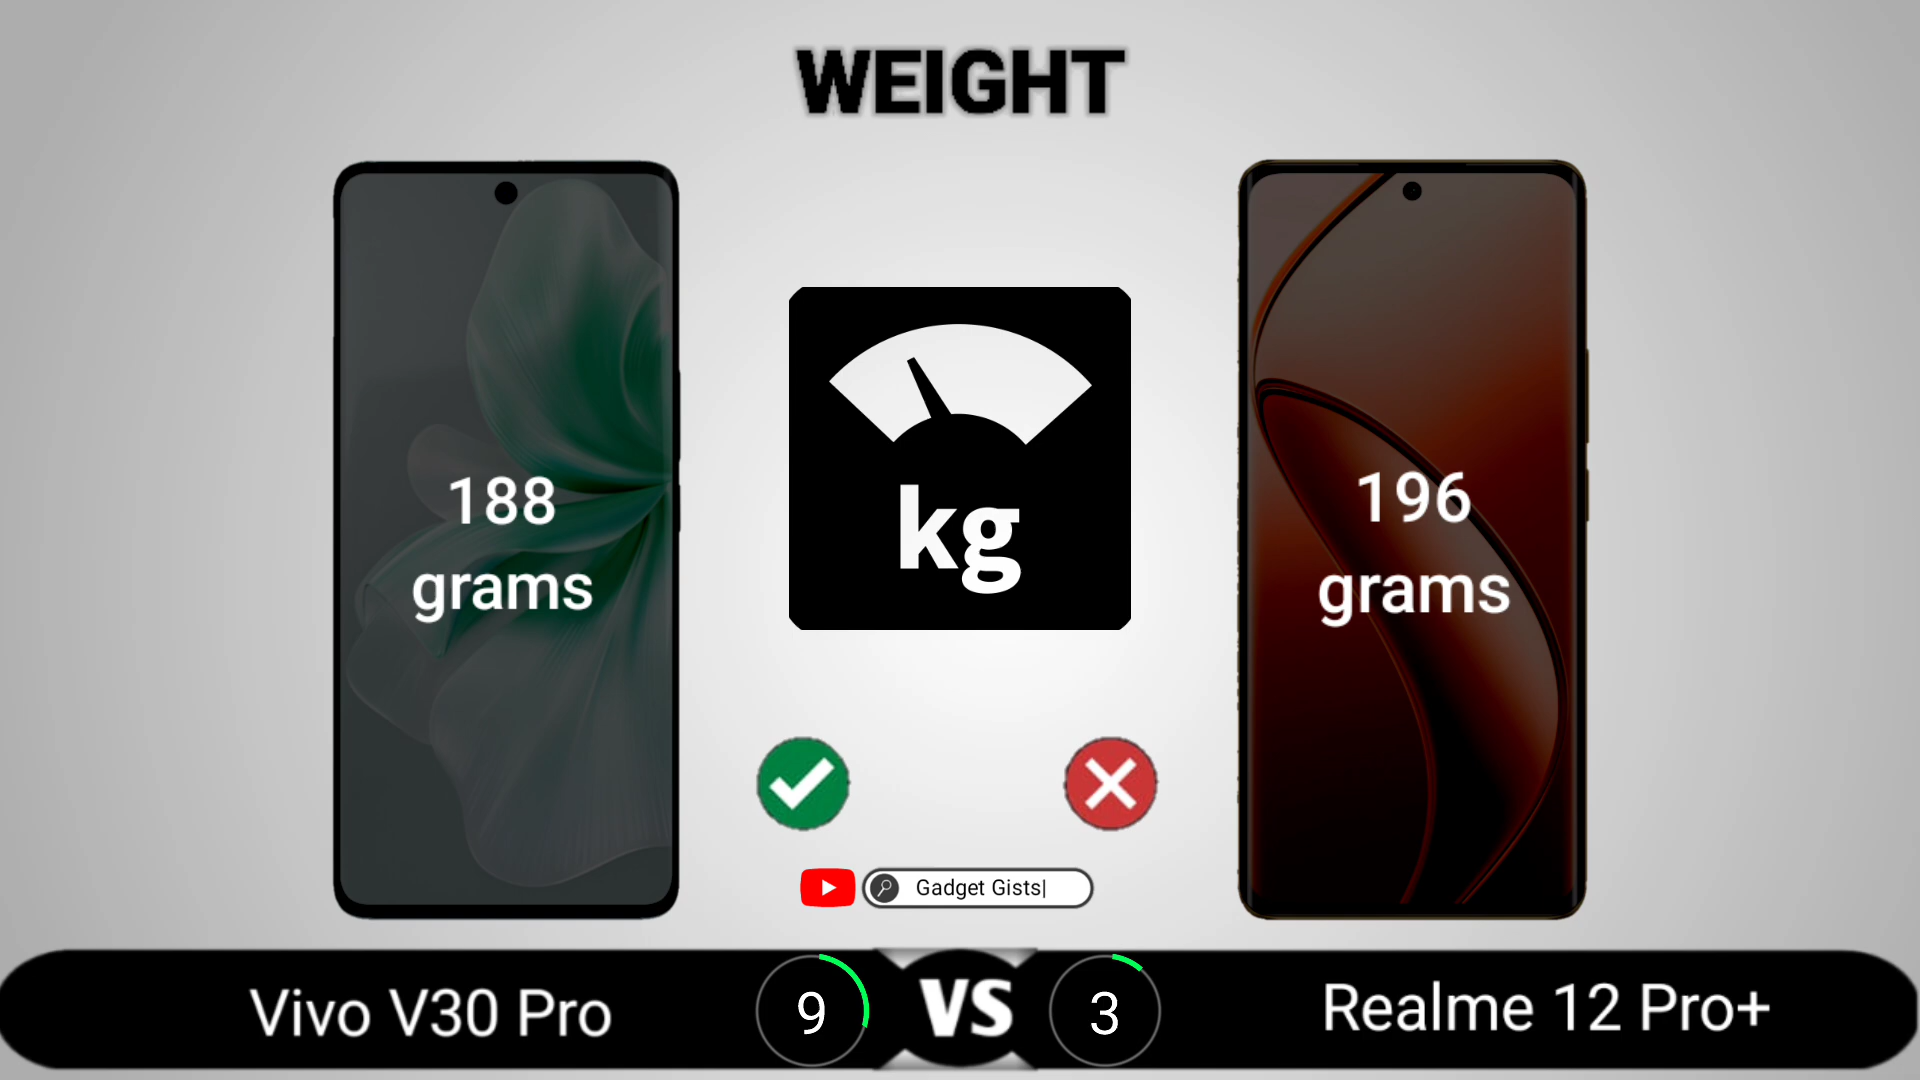 WEIGHT
188
grams
kg
196
grams
Gadget Gists|
Vivo V30 Pro
9
VS
3
Realme 12 Pro+